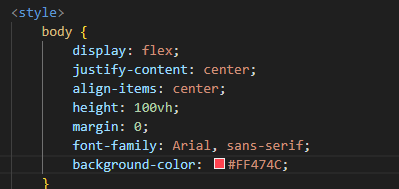 <style>
body {
display: flex;
justify-content: center;
align-items: center;
height: 100vh;
margin: 0;
font-family: Arial, sans-serif;
background-color: #FF474C;
}